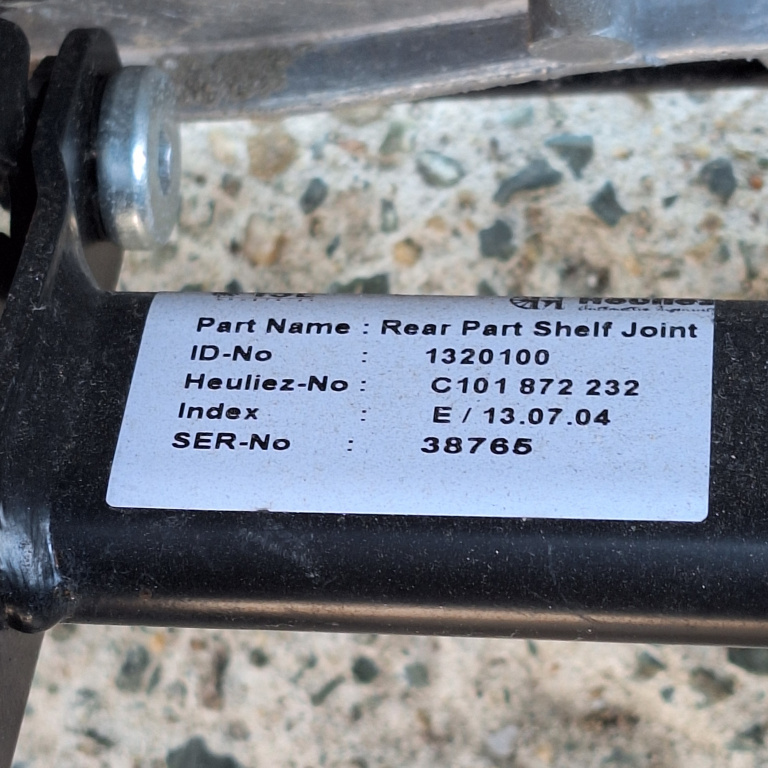 Part Name : Rear Part Shelf Joint
ID-No : 1320100
Heuliez-No : C101 872 232
Index : E / 13.07.04
SER-No : 38765